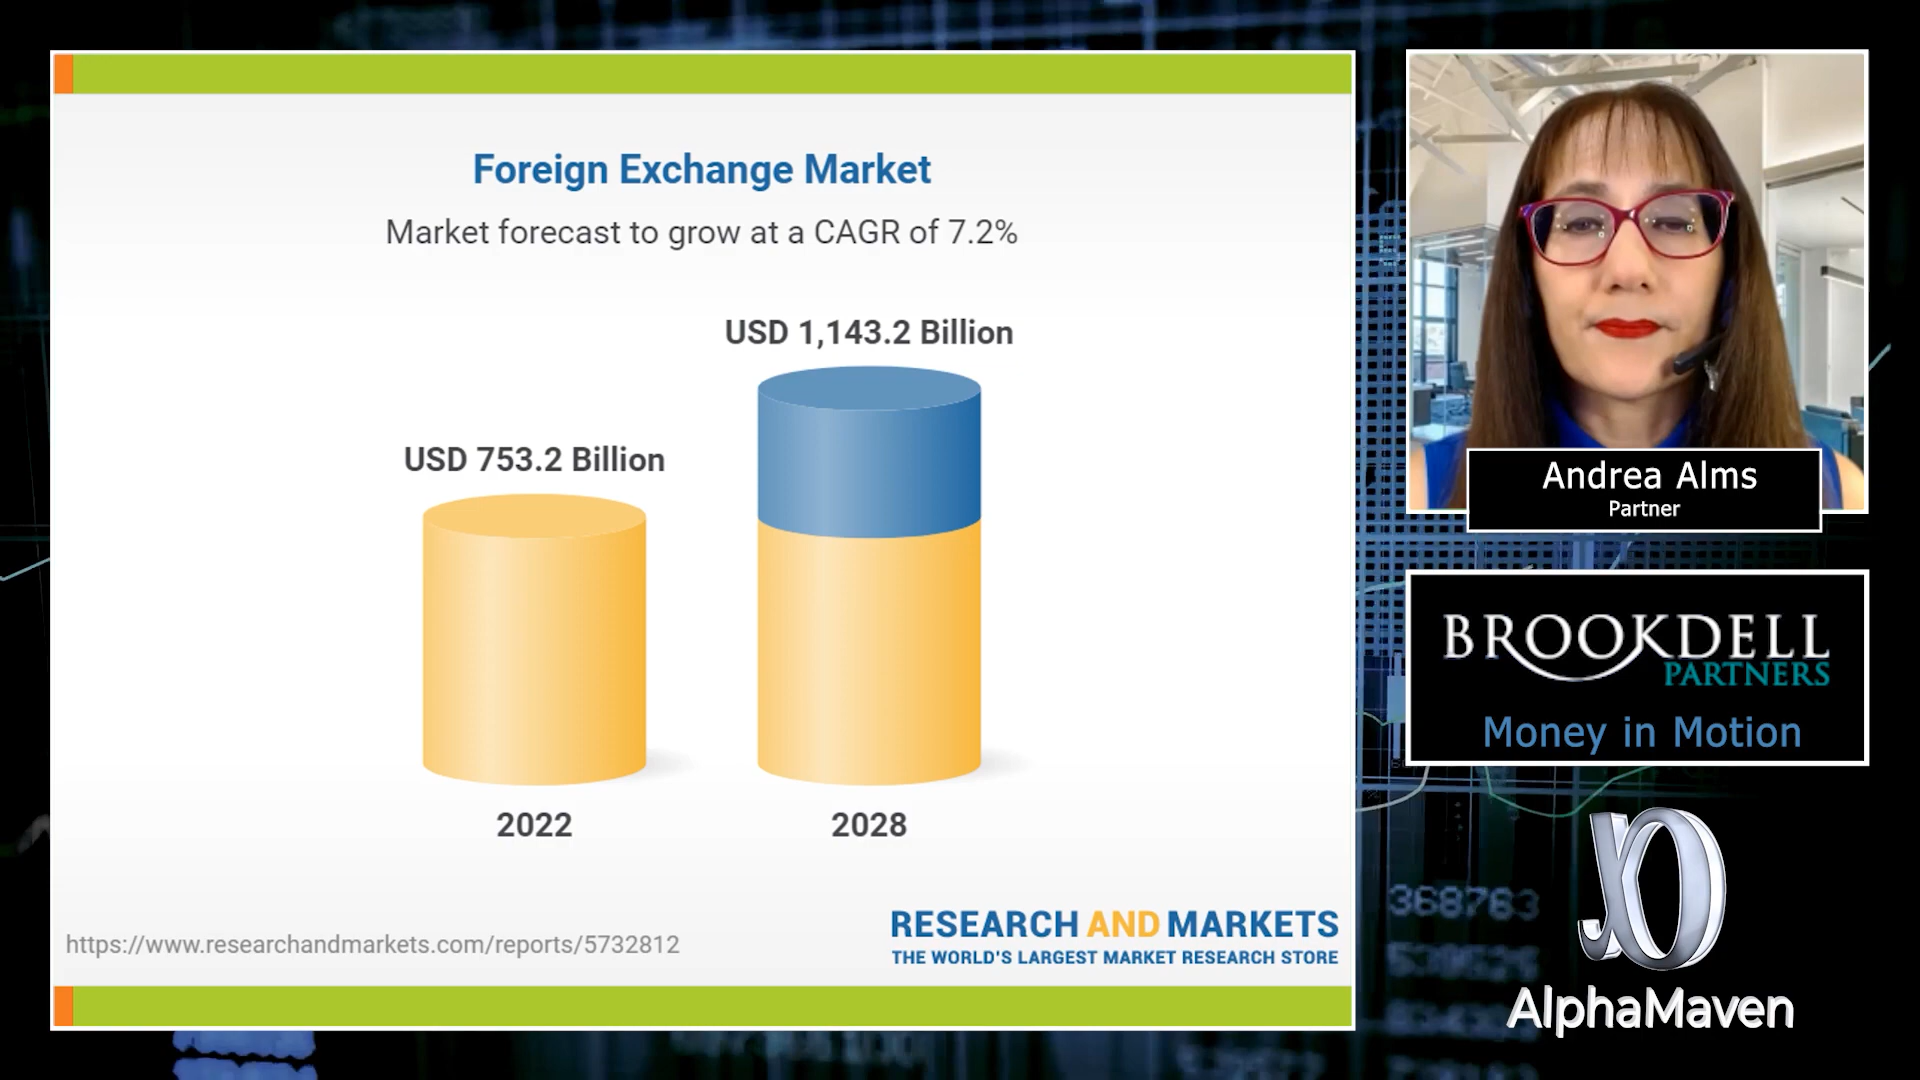 Foreign Exchange Market
Market forecast to grow at a CAGR of 7.2%
USD 1,143.2 Billion
USD 753.2 Billion
2022
2028
https://www.researchandmarkets.com/reports/5732812
RESEARCH AND MARKETS
THE WORLD'S LARGEST MARKET RESEARCH STORE
Andrea Alms
Partner
BROOKDELL
PARTNERS
Money in Motion
368763
AlphaMaven